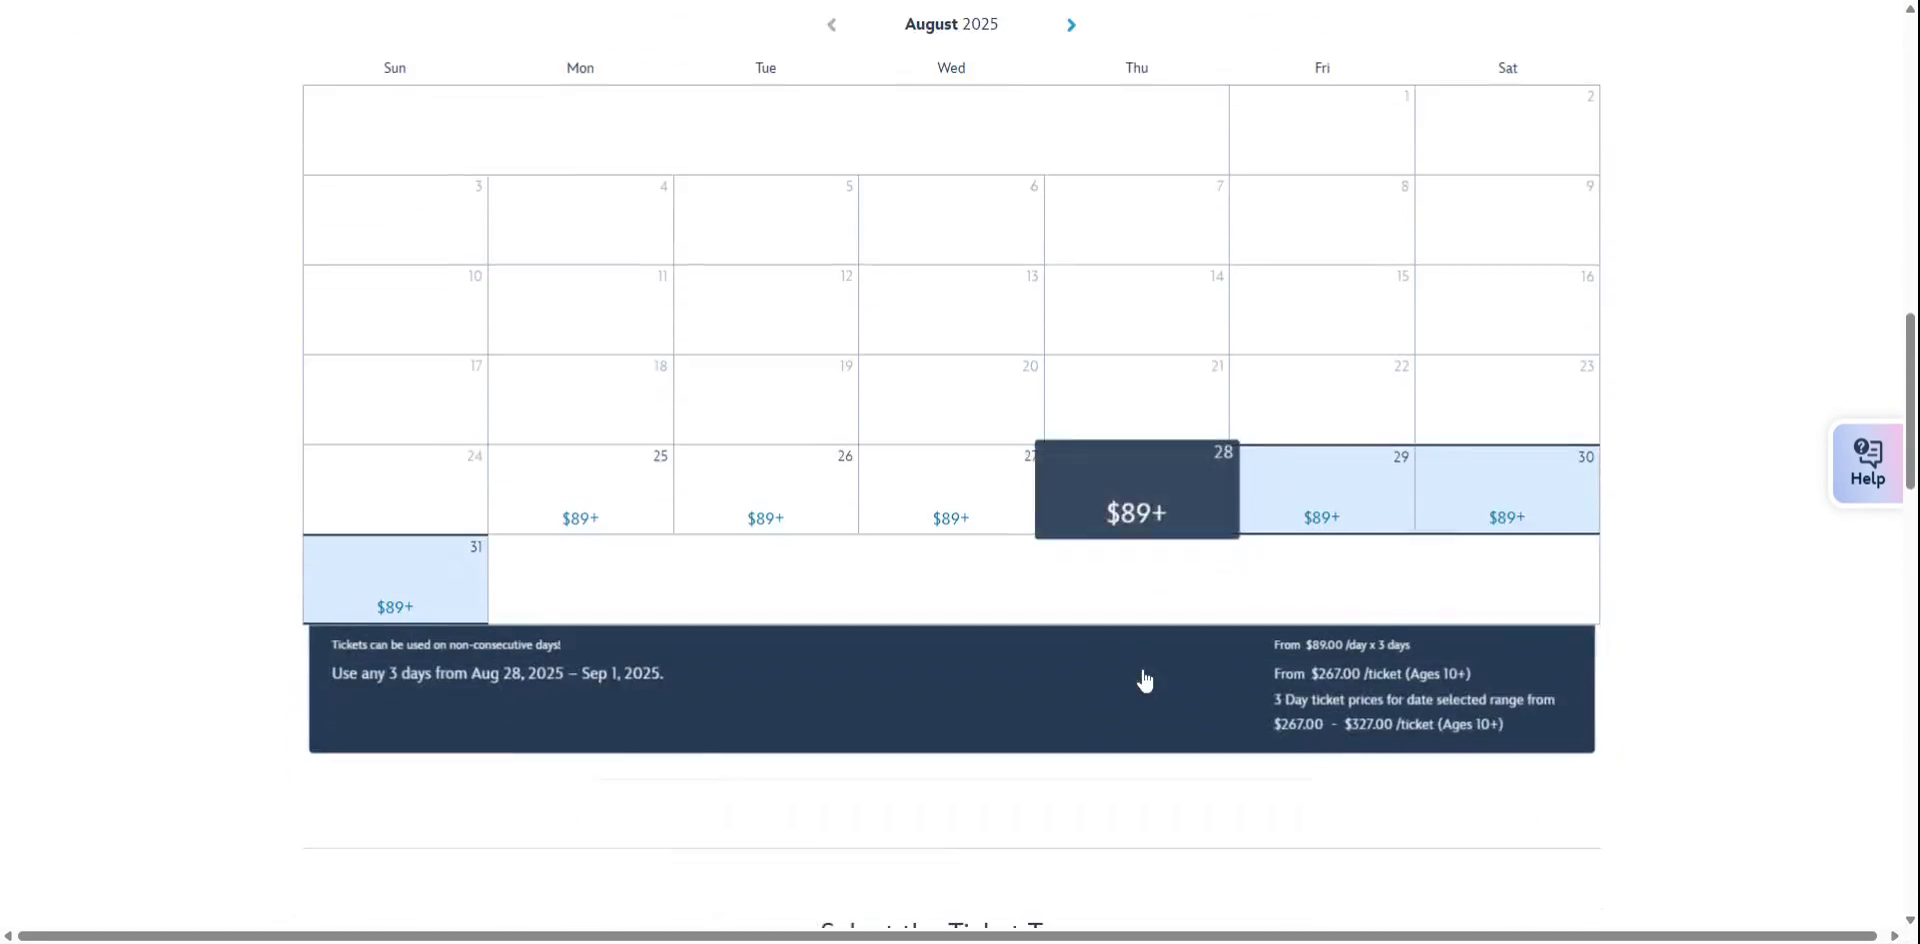 August 2025
Sun Mon Tue Wed Thu Fri Sat
1 2
3 4 5 6 7 8 9
10 11 12 13 14 15 16
17 18 19 20 21 22 23
24 25 26 27 28 29 30
$89+ $89+ $89+ $89+ $89+ $89+
Help
31
$89+
Tickets can be used on non-consecutive days!
Use any 3 days from Aug 28, 2025 – Sep 1, 2025.
From $89.00 /day x 3 days
From $267.00 /ticket (Ages 10+)
3 Day ticket prices for date selected range from
$267.00 - $327.00 /ticket (Ages 10+)